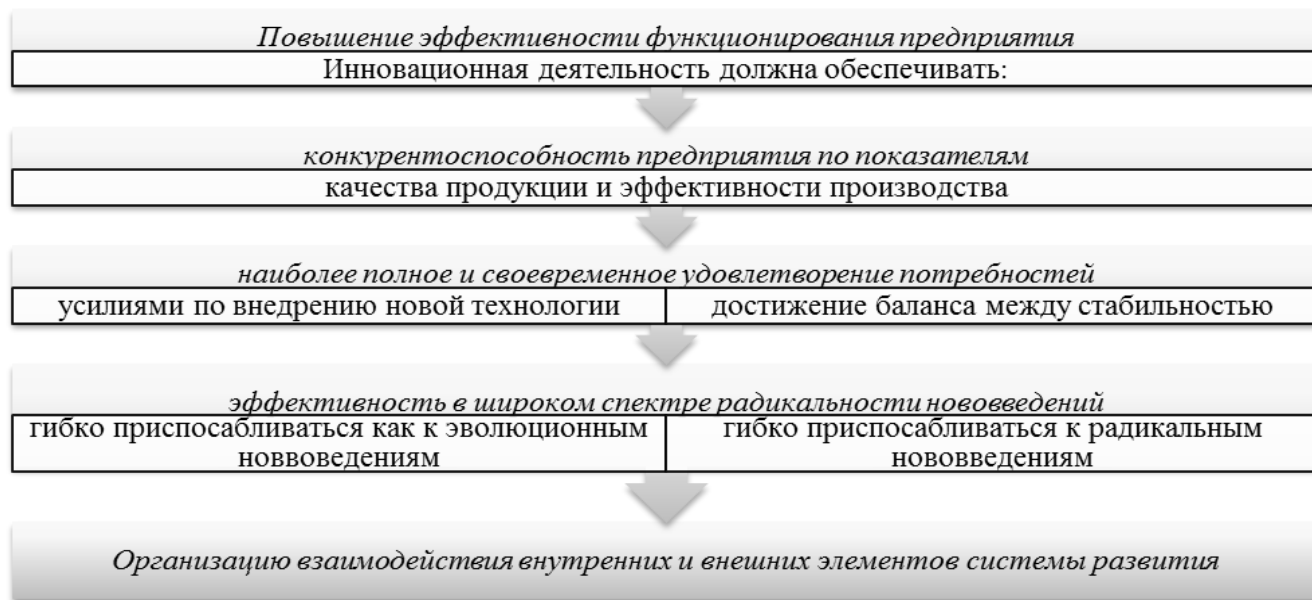 Повышение эффективности функционирования предприятия
Инновационная деятельность должна обеспечивать:
конкурентоспособность предприятия по показателям
качества продукции и эффективности производства
наиболее полное и своевременное удовлетворение потребностей
усилиями по внедрению новой технологии
достижение баланса между стабильностью
эффективность в широком спектре радикальности нововведений
гибко приспосабливаться как к эволюционным
новвоведениям
гибко приспосабливаться к радикальным
нововведениям
Организацию взаимодействия внутренних и внешних элементов системы развития